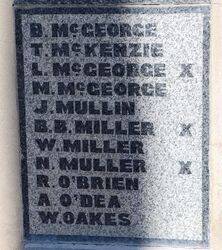 B. McGEORGE
T. McKENZIE
L. McGEORGE X
M. McGEORGE
J. MULLIN
B. B. MILLER X
W. MILLER
N. MULLER X
R. O'BRIEN
A. O'DEA
W. OAKES